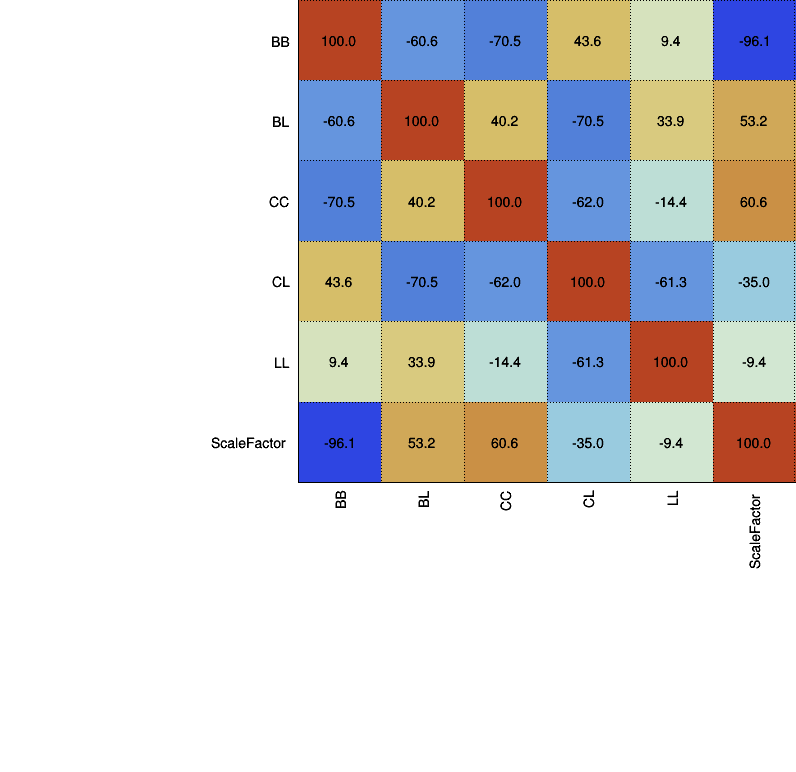 BB 100.0 -60.6 -70.5 43.6 9.4 -96.1
BL -60.6 100.0 40.2 -70.5 33.9 53.2
CC -70.5 40.2 100.0 -62.0 -14.4 60.6
CL 43.6 -70.5 -62.0 100.0 -61.3 -35.0
LL 9.4 33.9 -14.4 -61.3 100.0 -9.4
ScaleFactor -96.1 53.2 60.6 -35.0 -9.4 100.0
BB BL CC CL LL ScaleFactor